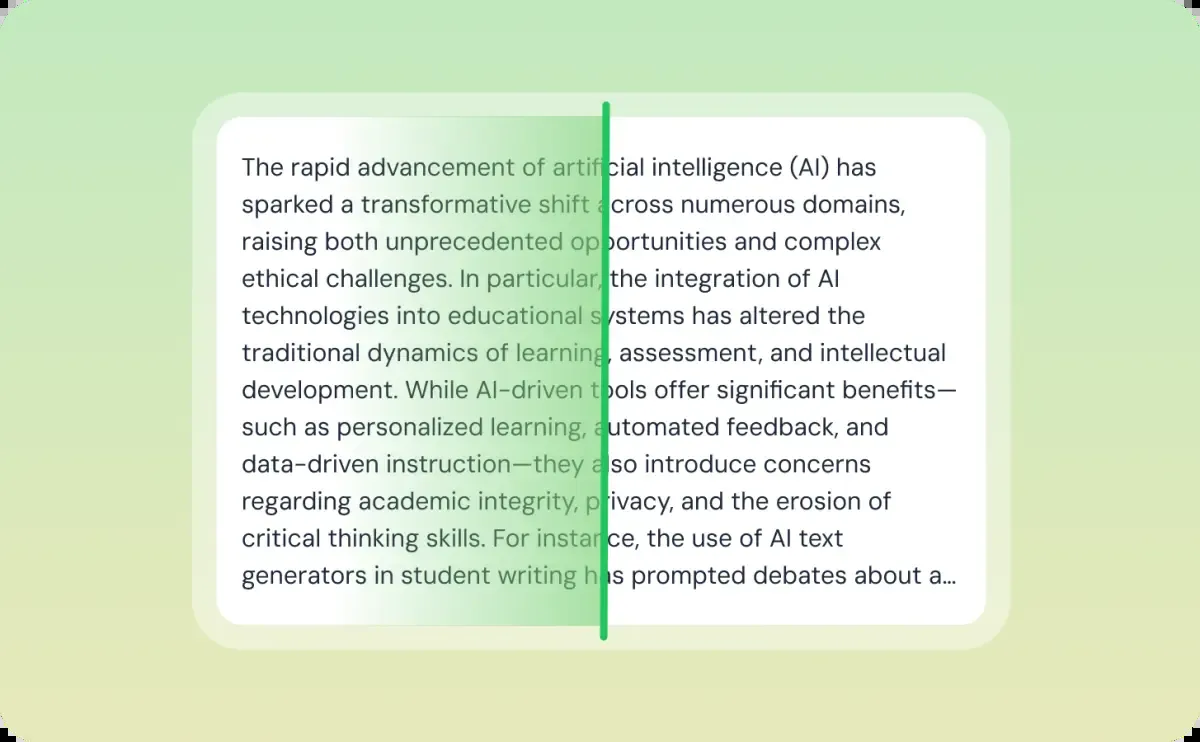 The rapid advancement of artificial intelligence (AI) has
sparked a transformative shift across numerous domains,
raising both unprecedented opportunities and complex
ethical challenges. In particular, the integration of AI
technologies into educational systems has altered the
traditional dynamics of learning, assessment, and intellectual
development. While AI-driven tools offer significant benefits—
such as personalized learning, automated feedback, and
data-driven instruction—they also introduce concerns
regarding academic integrity, privacy, and the erosion of
critical thinking skills. For instance, the use of AI text
generators in student writing has prompted debates about a…